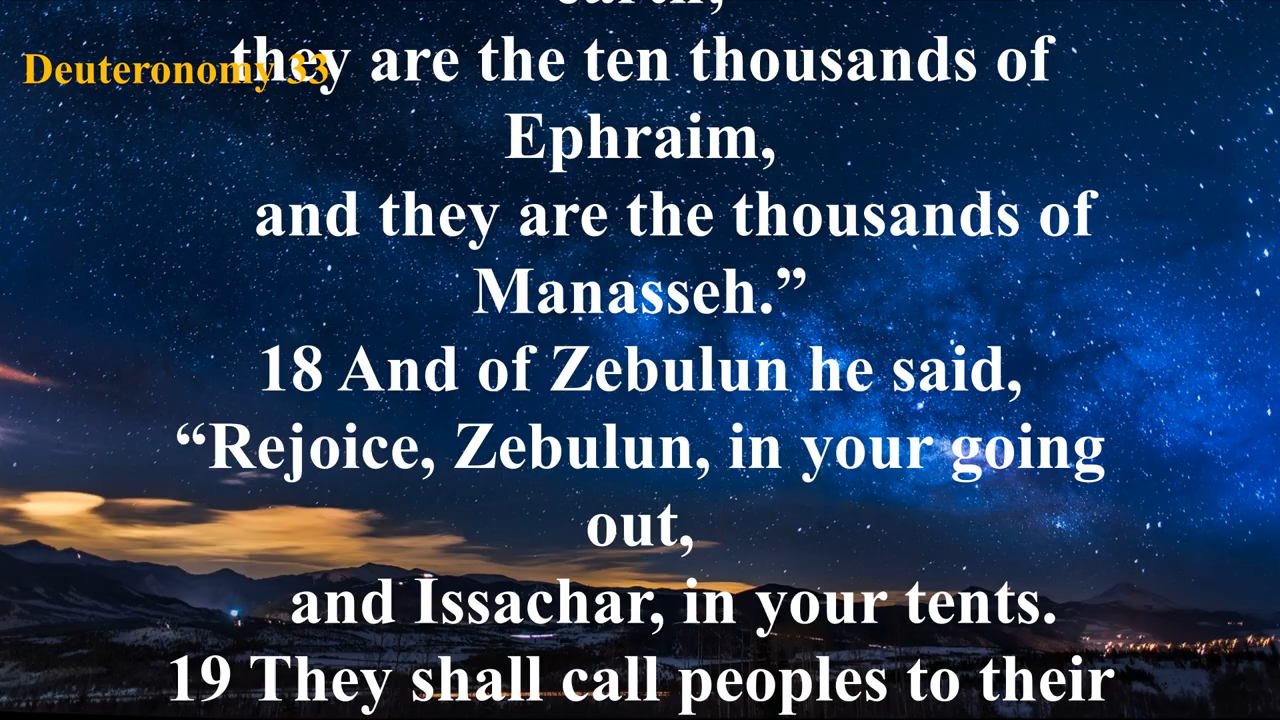 earth,
Deuteronomy 33
they are the ten thousands of
Ephraim,
and they are the thousands of
Manasseh.”
18 And of Zebulun he said,
“Rejoice, Zebulun, in your going
out,
and Issachar, in your tents.
19 They shall call peoples to their